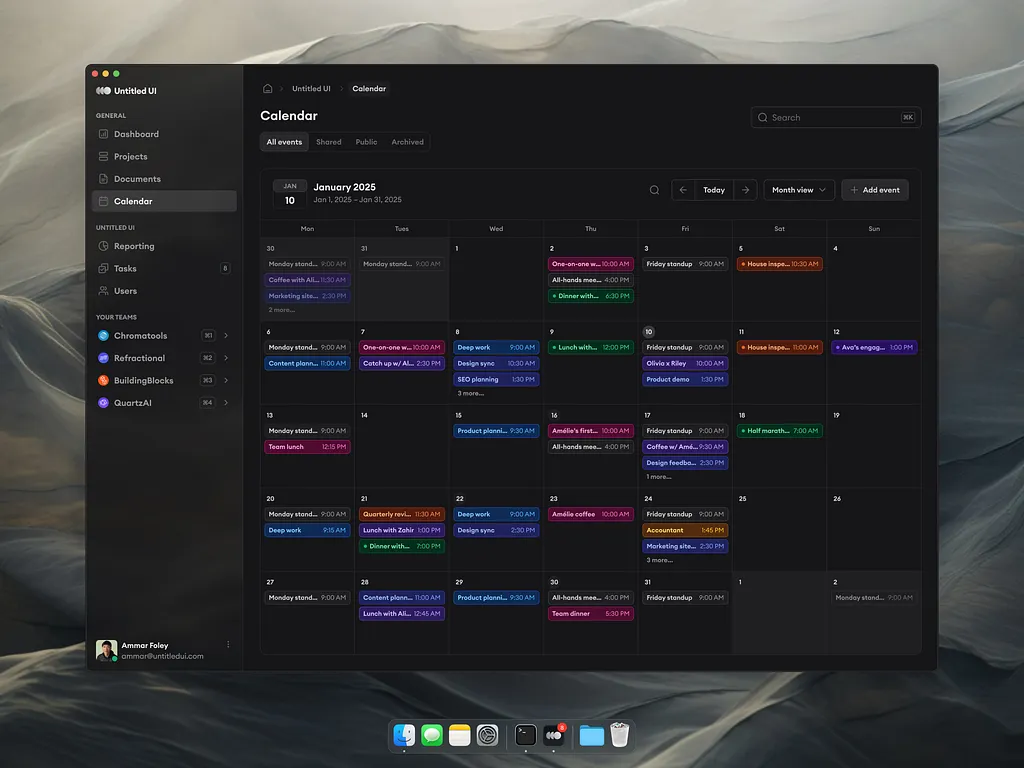 Untitled UI
GENERAL
Dashboard
Projects
Documents
Calendar
UNTITLED UI
Reporting
Tasks 8
Users
YOUR TEAMS
Chromatools ⌘1
Refractional ⌘2
BuildingBlocks ⌘3
QuartzAI ⌘4
Ammar Foley
ammar@untitledui.com
Untitled UI Calendar
Calendar
Search ⌘K
All events Shared Public Archived
JAN
10
January 2025
Jan 1, 2025 – Jan 31, 2025
Today
Month view
Add event
Mon Tues Wed Thu Fri Sat Sun
30
Monday stand... 9:00 AM
Coffee with Ali... 11:30 AM
Marketing site... 2:30 PM
2 more...
31
Monday stand... 9:00 AM
1
2
One-on-one w... 10:00 AM
All-hands mee... 4:00 PM
Dinner with... 6:30 PM
3
Friday standup 9:00 AM
5
House inspe... 10:30 AM
4
6
Monday stand... 9:00 AM
Content plann... 11:00 AM
7
One-on-one w... 10:00 AM
Catch up w/ Al... 2:30 PM
8
Deep work 9:00 AM
Design sync 10:30 AM
SEO planning 1:30 PM
3 more...
9
Lunch with... 12:00 PM
10
Friday standup 9:00 AM
Olivia x Riley 10:00 AM
Product demo 1:30 PM
11
House inspe... 11:00 AM
12
Ava's engag... 1:00 PM
13
Monday stand... 9:00 AM
Team lunch 12:15 PM
14
15
Product planni... 9:30 AM
16
Amélie's first... 10:00 AM
All-hands mee... 4:00 PM
17
Friday standup 9:00 AM
Coffee w/ Amé... 9:30 AM
Design feedba... 2:30 PM
1 more...
18
Half marath... 7:00 AM
19
20
Monday stand... 9:00 AM
Deep work 9:15 AM
21
Quarterly revi... 11:30 AM
Lunch with Zahir 1:00 PM
Dinner with... 7:00 PM
22
Deep work 9:00 AM
Design sync 2:30 PM
23
Amélie coffee 10:00 AM
24
Friday standup 9:00 AM
Accountant 1:45 PM
Marketing site... 2:30 PM
3 more...
25
26
27
Monday stand... 9:00 AM
28
Content plann... 11:00 AM
Lunch with Ali... 12:45 AM
29
Product planni... 9:30 AM
30
All-hands mee... 4:00 PM
Team dinner 5:30 PM
31
Friday standup 9:00 AM
1
2
Monday stand... 9:00 AM
8